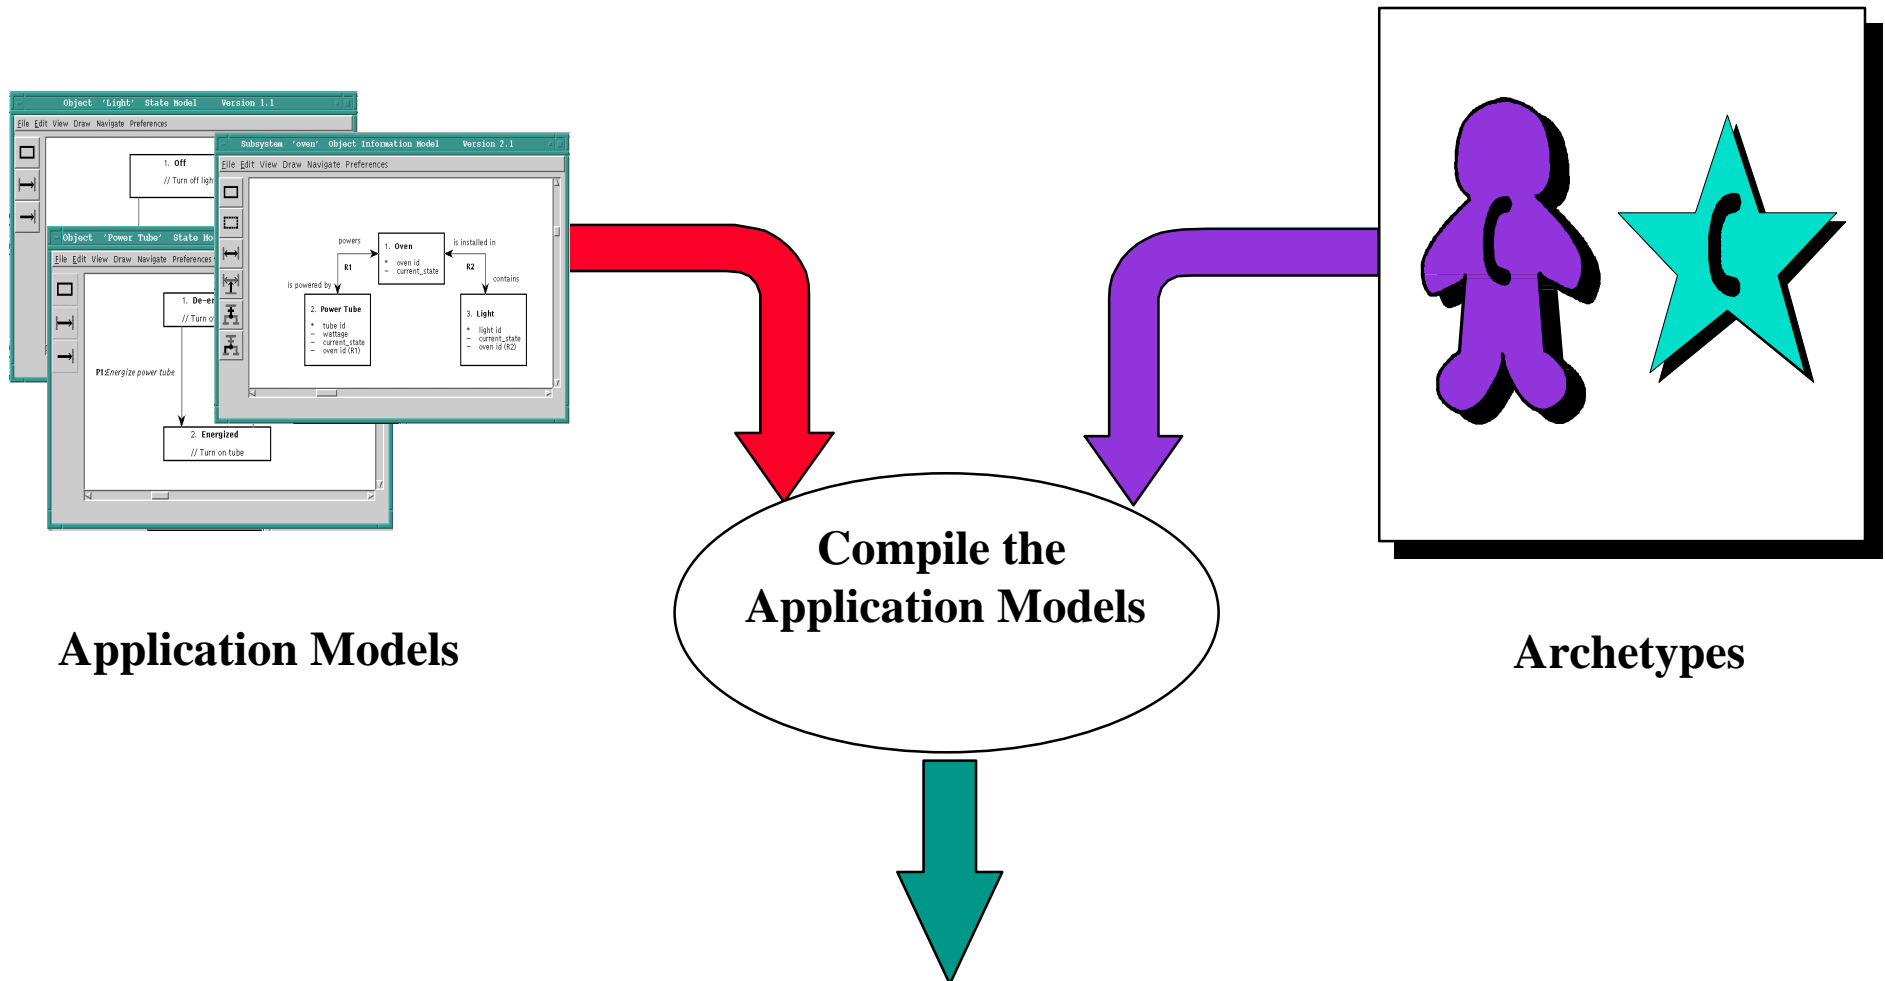 Object 'Light' State Model Version 1.1
File Edit View Draw Navigate Preferences
1. Off
// Turn off
Object 'Power Tube' State
File Edit View Draw Navigate Preferences
1.
// Turn
P1:Energize power tube
2. Energized
// Turn on tube
Subsystem 'oven' Object Information Model Version 2.1
File Edit View Draw Navigate Preferences
powers
1. Oven
* oven id
– current_state
is installed in
R1
R2
is powered by
contains
2. Power Tube
* tube id
– wattage
– current_state
– oven id (R1)
3. Light
* light id
– current_state
– oven id (R2)
Compile the
Application Models
Application Models
Archetypes